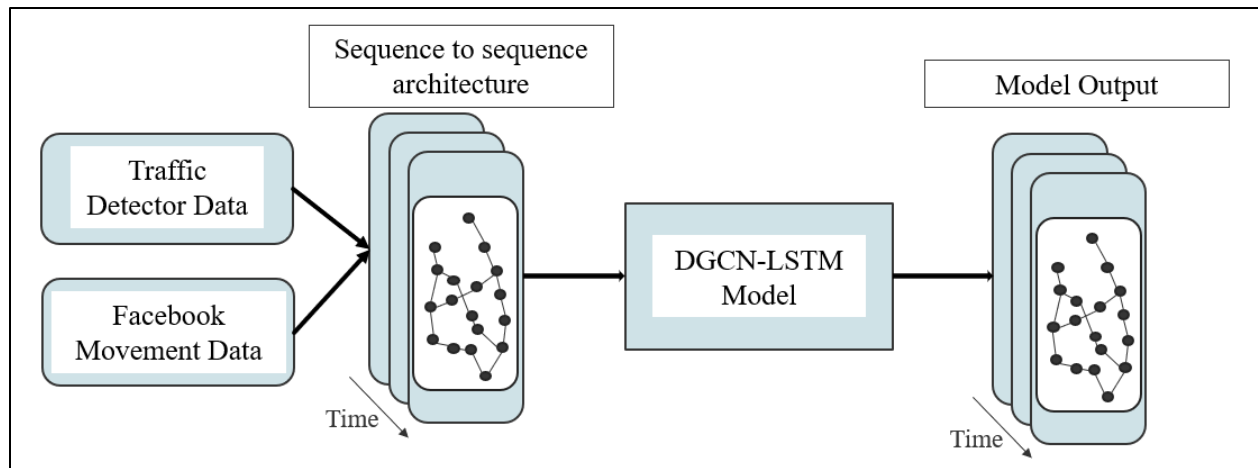 Sequence to sequence
architecture
Model Output
Traffic
Detector Data
Facebook
Movement Data
DGCN-LSTM
Model
Time
Time